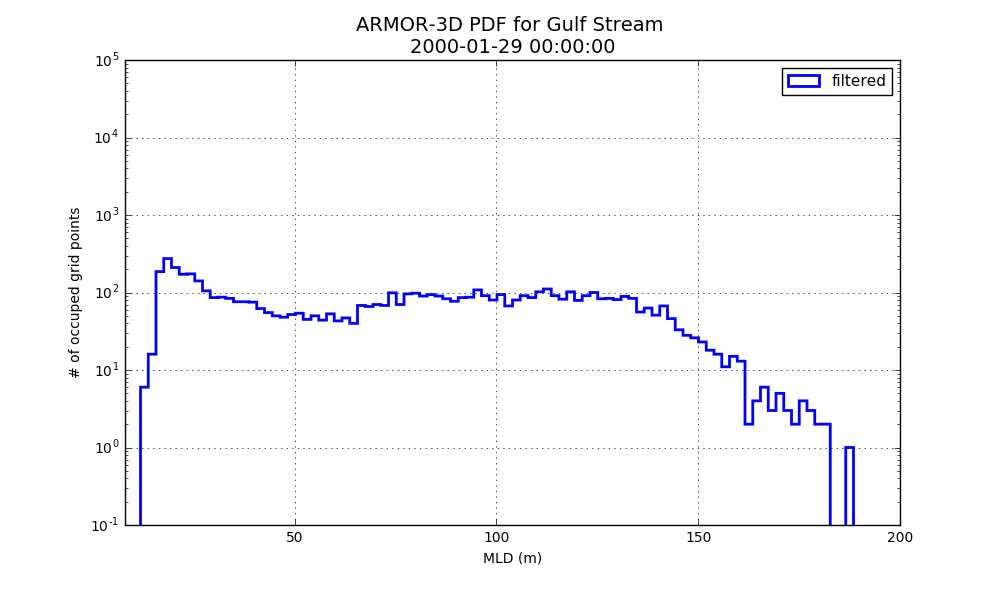 ARMOR-3D PDF for Gulf Stream
2000-01-29 00:00:00
filtered
# of occuped grid points
10^5
10^4
10^3
10^2
10^1
10^0
10^-1
50 100 150 200
MLD (m)